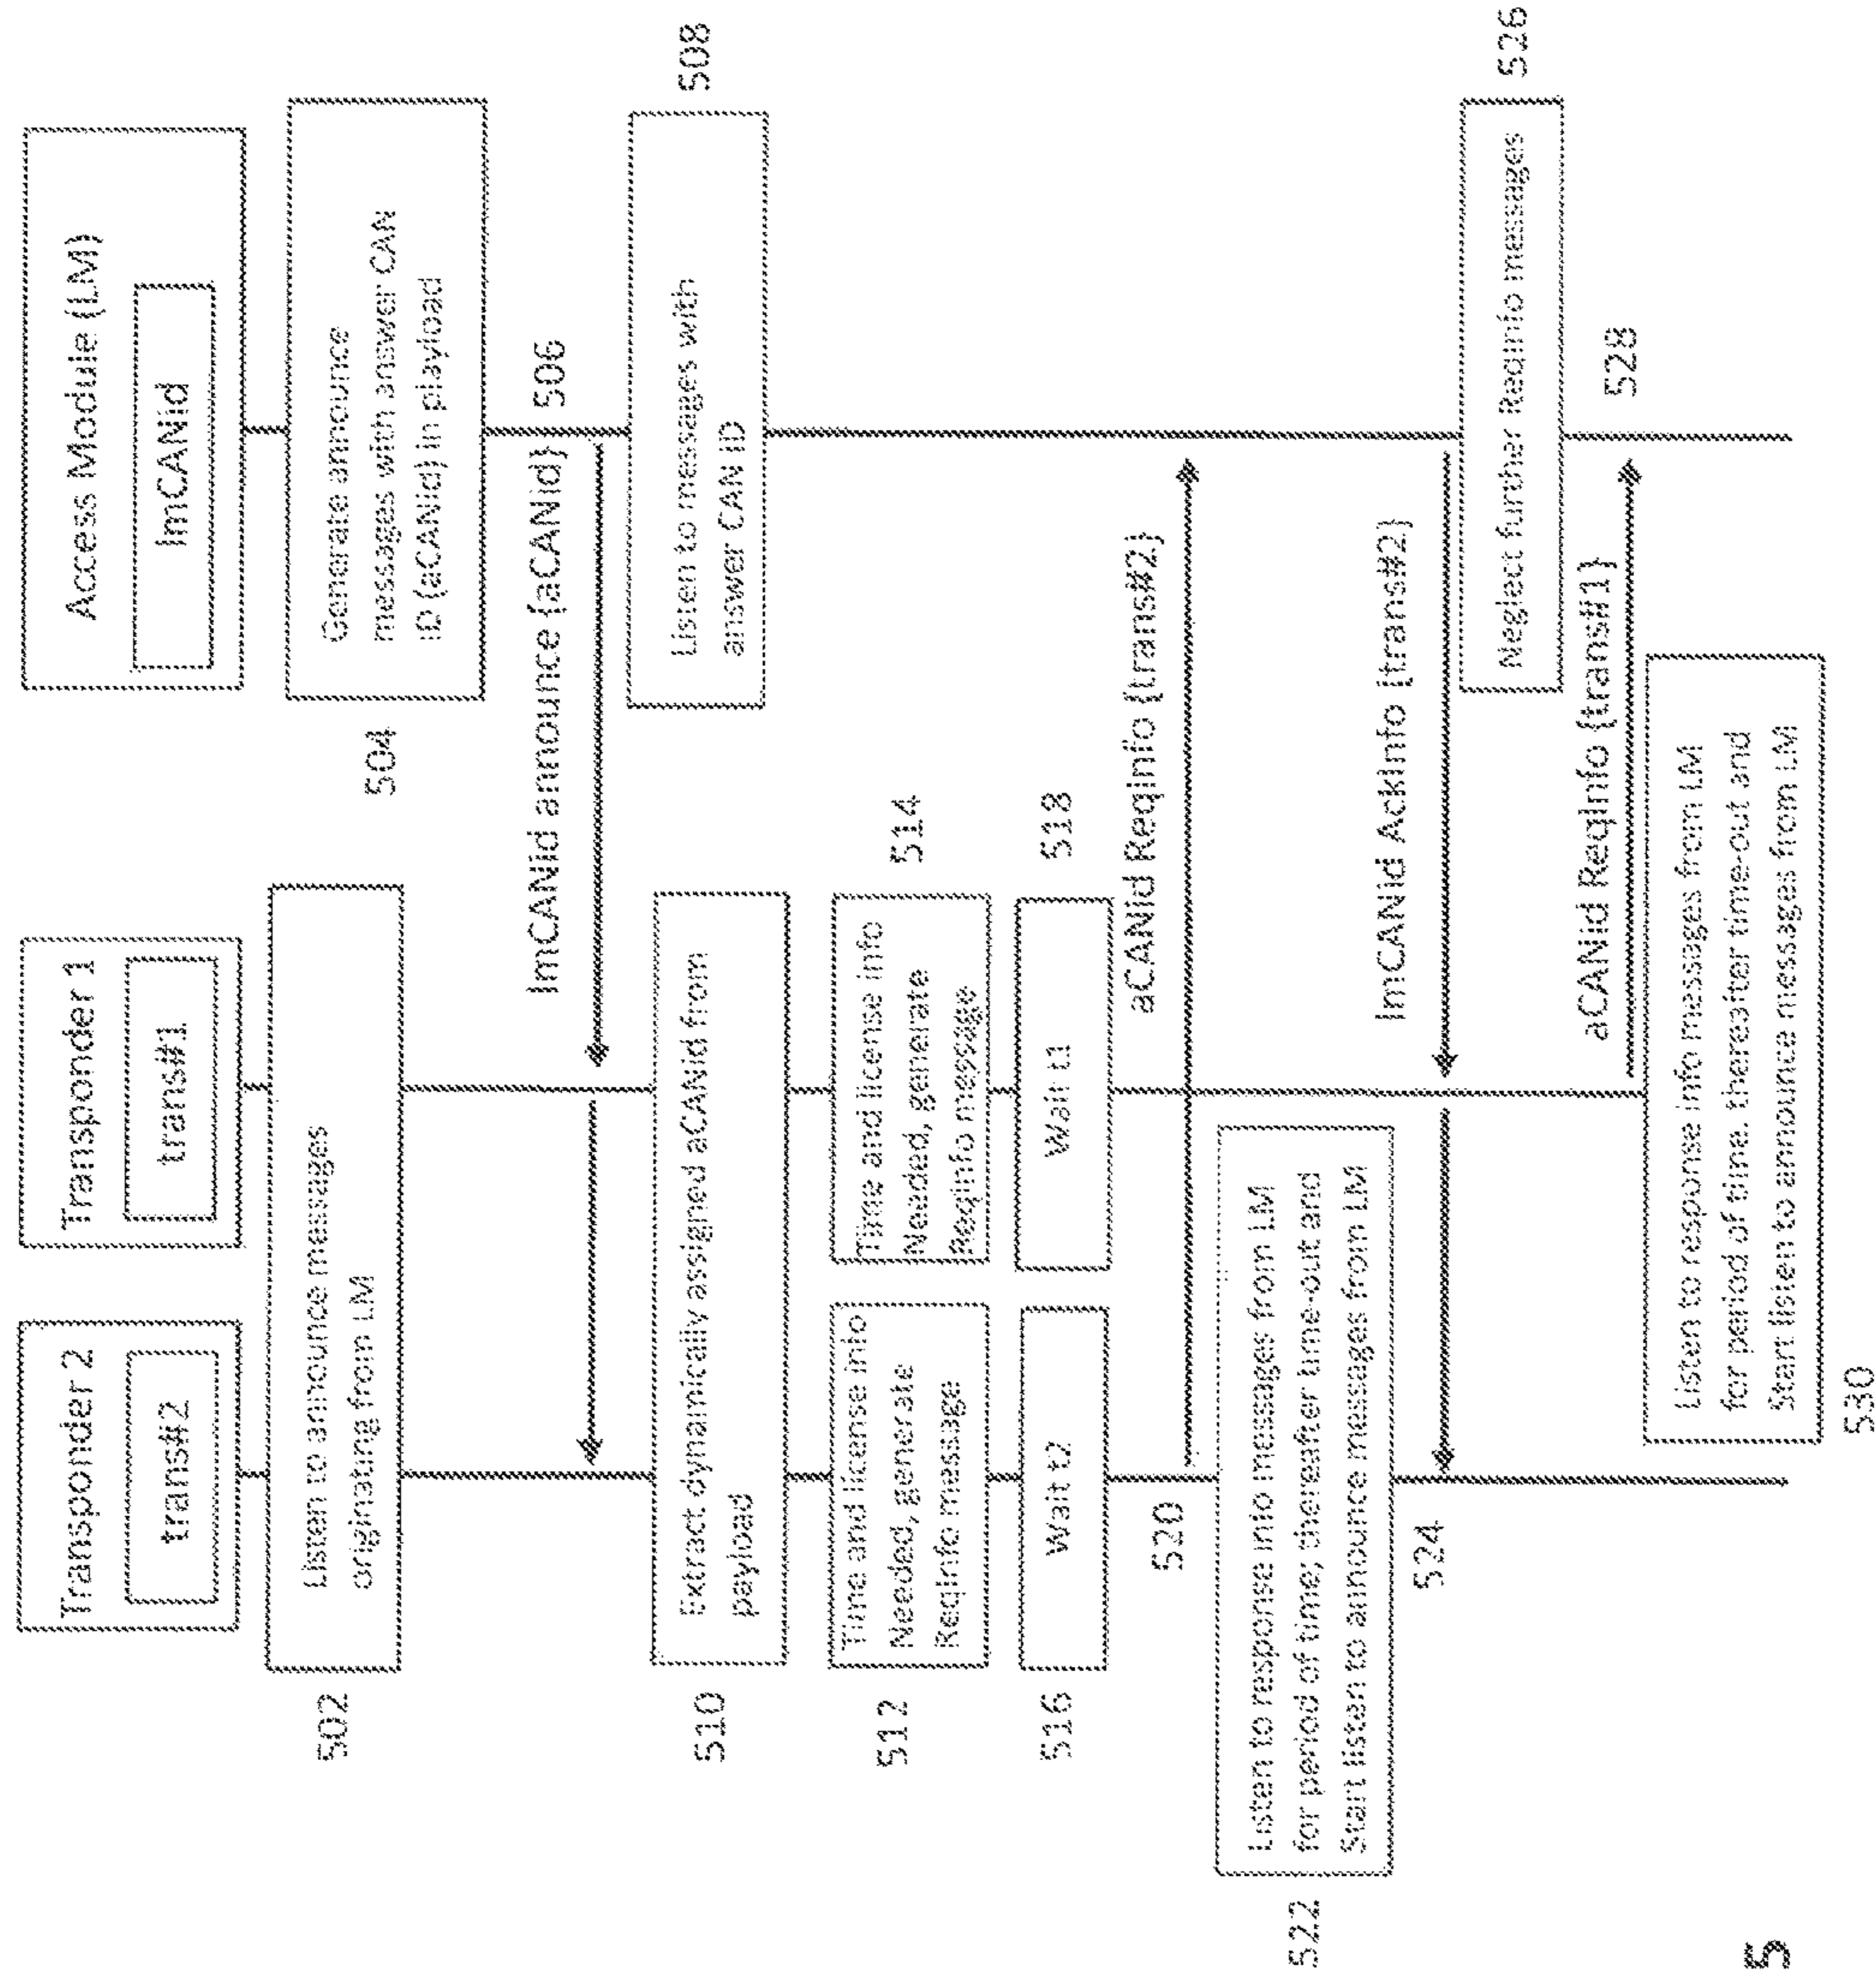 Transponder 2
trans#2
Transponder 1
trans#1
Access Module (LM)
lmCANid
502
Listen to announce messages
originating from LM
504
Generate announce
messages with answer CAN
ID (aCANid) in playload
lmCANid announce {aCANid}
506
508
Listen to messages with
answer CAN ID
510
Extract dynamically assigned aCANid from
payload
512
Time and license info
Needed, generate
ReqInfo message
514
Time and license info
Needed, generate
ReqInfo message
516
Wait t2
518
Wait t1
520
aCANid ReqInfo {trans#2}
522
Listen to response info messages from LM
for period of time; thereafter time-out and
Start listen to announce messages from LM
524
lmCANid AckInfo {trans#2}
526
Neglect further ReqInfo messages
528
aCANid ReqInfo {trans#1}
530
Listen to response info messages from LM
for period of time. thereafter time-out and
Start listen to announce messages from LM
5